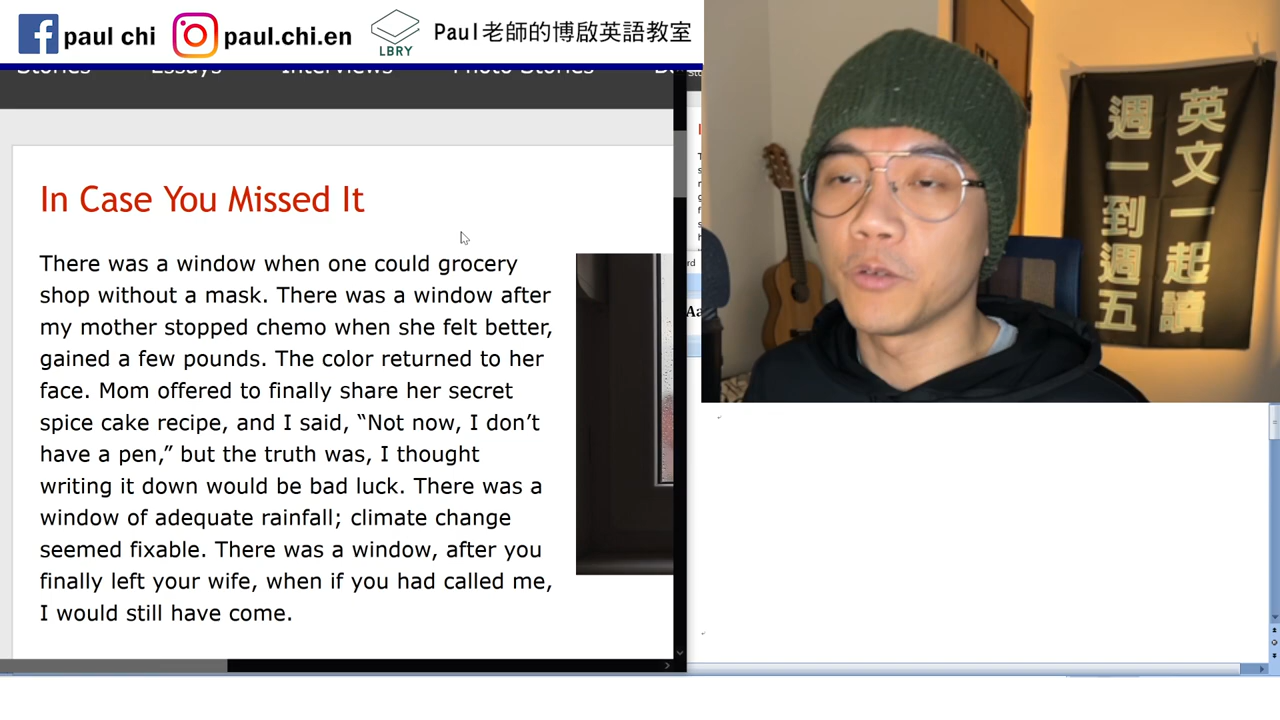 paul chi
paul.chi.en
LBRY
Paul老師的博啟英語教室
Stories Essays Interviews Photo Stories
In Case You Missed It
There was a window when one could grocery
shop without a mask. There was a window after
my mother stopped chemo when she felt better,
gained a few pounds. The color returned to her
face. Mom offered to finally share her secret
spice cake recipe, and I said, “Not now, I don’t
have a pen,” but the truth was, I thought
writing it down would be bad luck. There was a
window of adequate rainfall; climate change
seemed fixable. There was a window, after you
finally left your wife, when if you had called me,
I would still have come.
英文一起讀
週一到週五